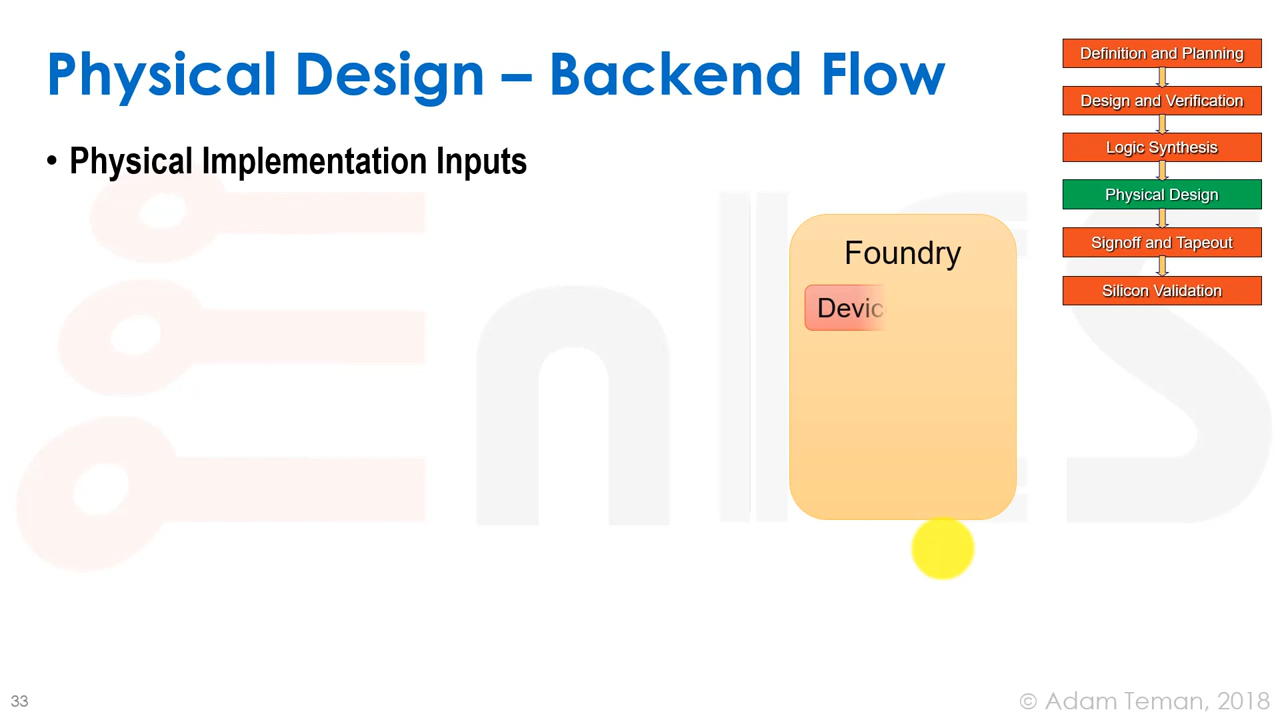 Physical Design – Backend Flow
• Physical Implementation Inputs
Foundry
Devic
Definition and Planning
Design and Verification
Logic Synthesis
Physical Design
Signoff and Tapeout
Silicon Validation
33
© Adam Teman, 2018